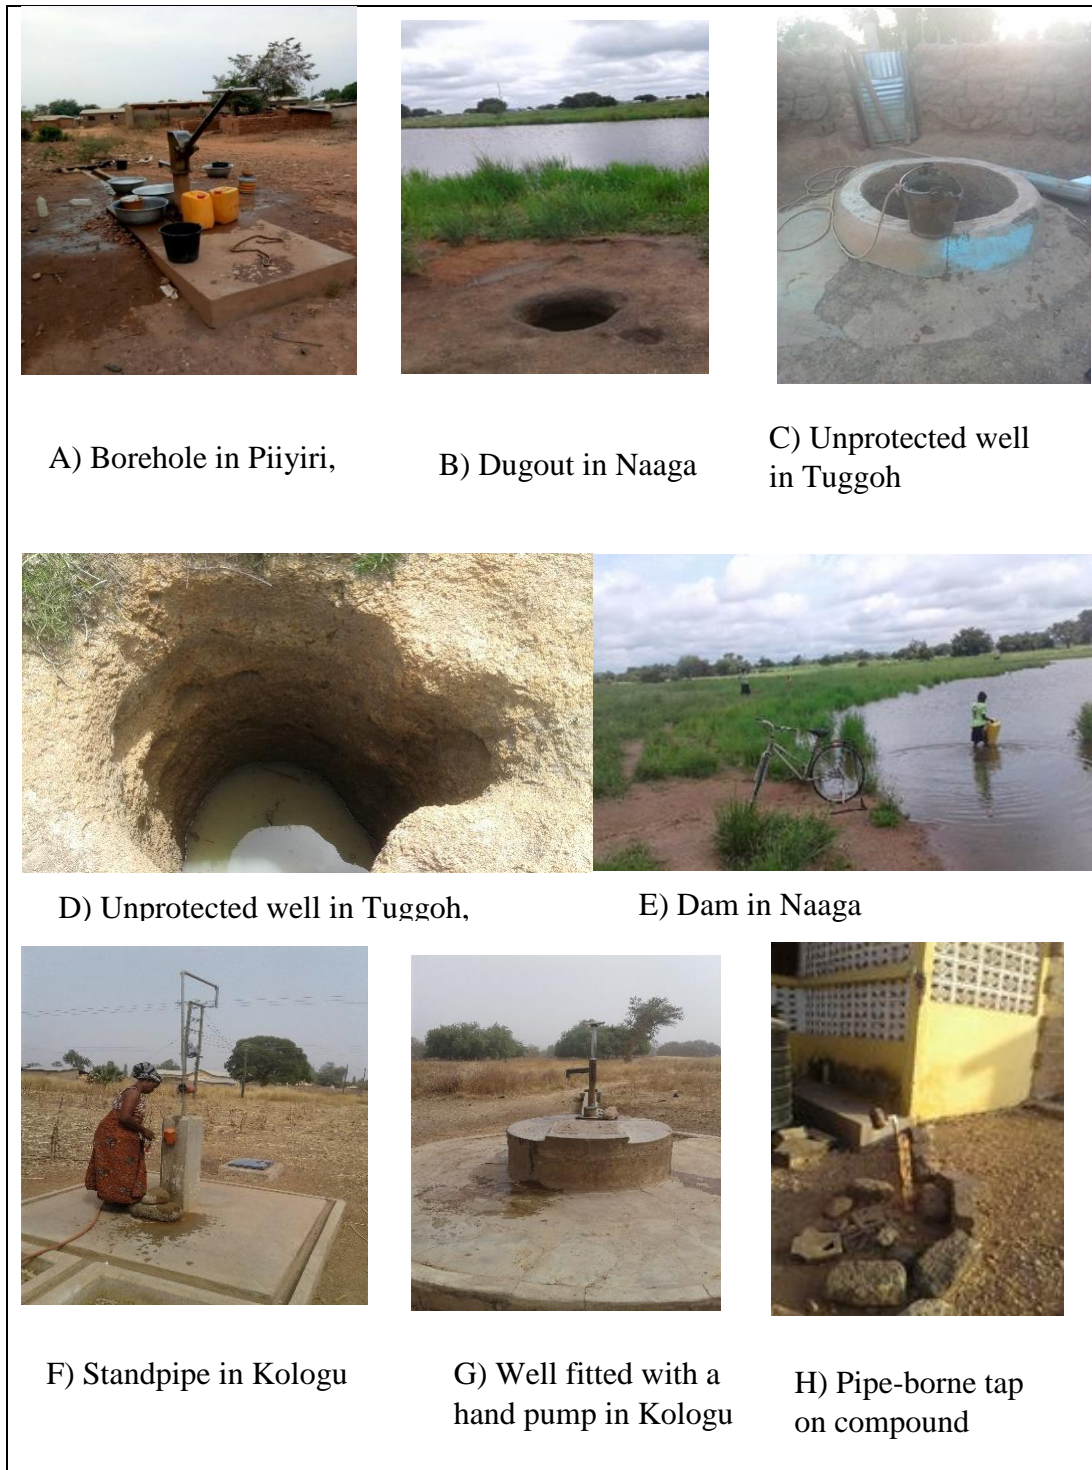 A) Borehole in Piiyiri,
B) Dugout in Naaga
C) Unprotected well
in Tuggoh
D) Unprotected well in Tuggoh,
E) Dam in Naaga
F) Standpipe in Kologu
G) Well fitted with a
hand pump in Kologu
H) Pipe-borne tap
on compound